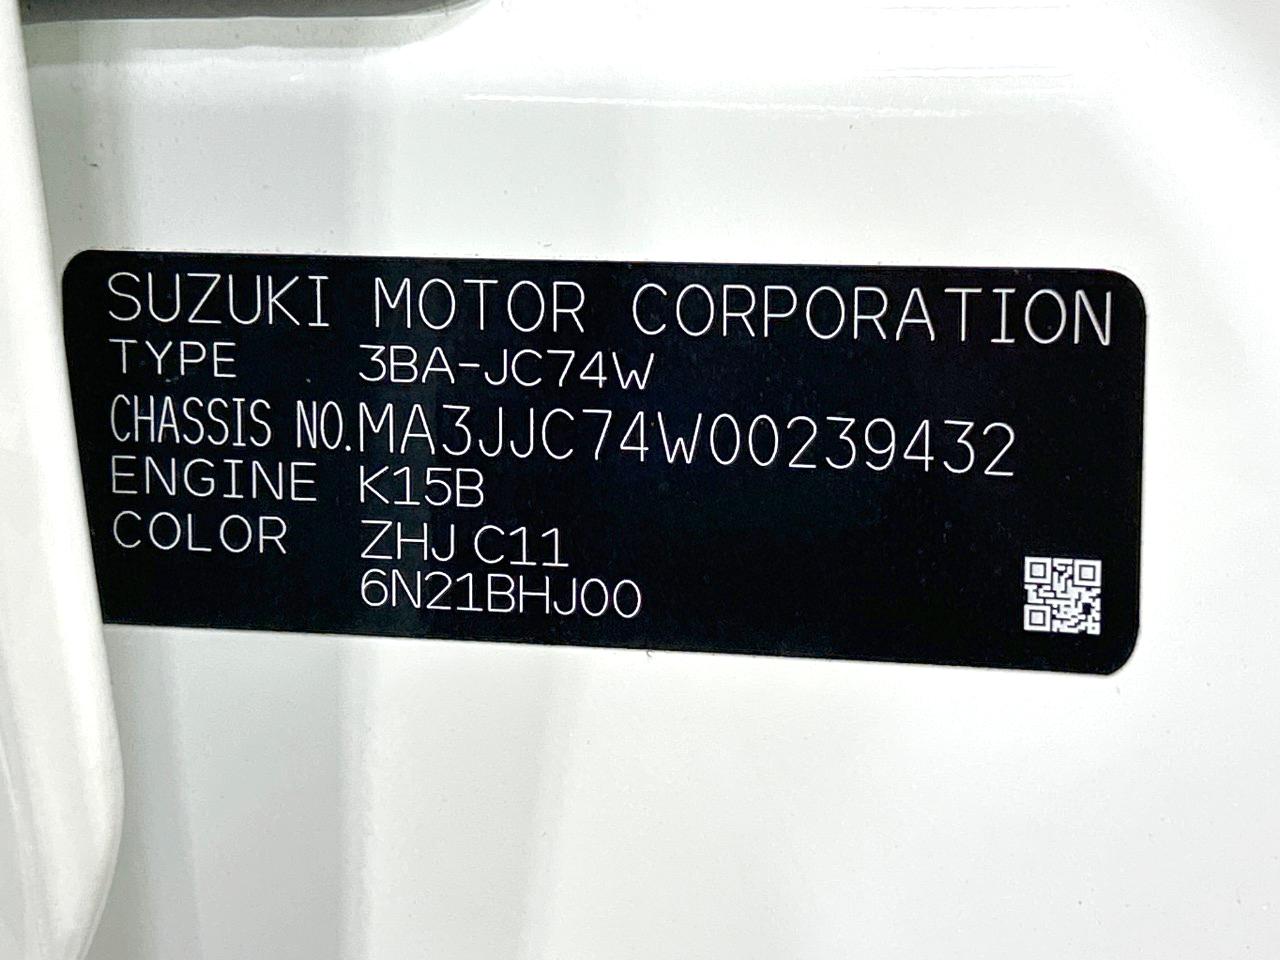 SUZUKI MOTOR CORPORATION
TYPE 3BA-JC74W
CHASSIS NO.MA3JJC74W00239432
ENGINE K15B
COLOR ZHJ C11
6N21BHJ00